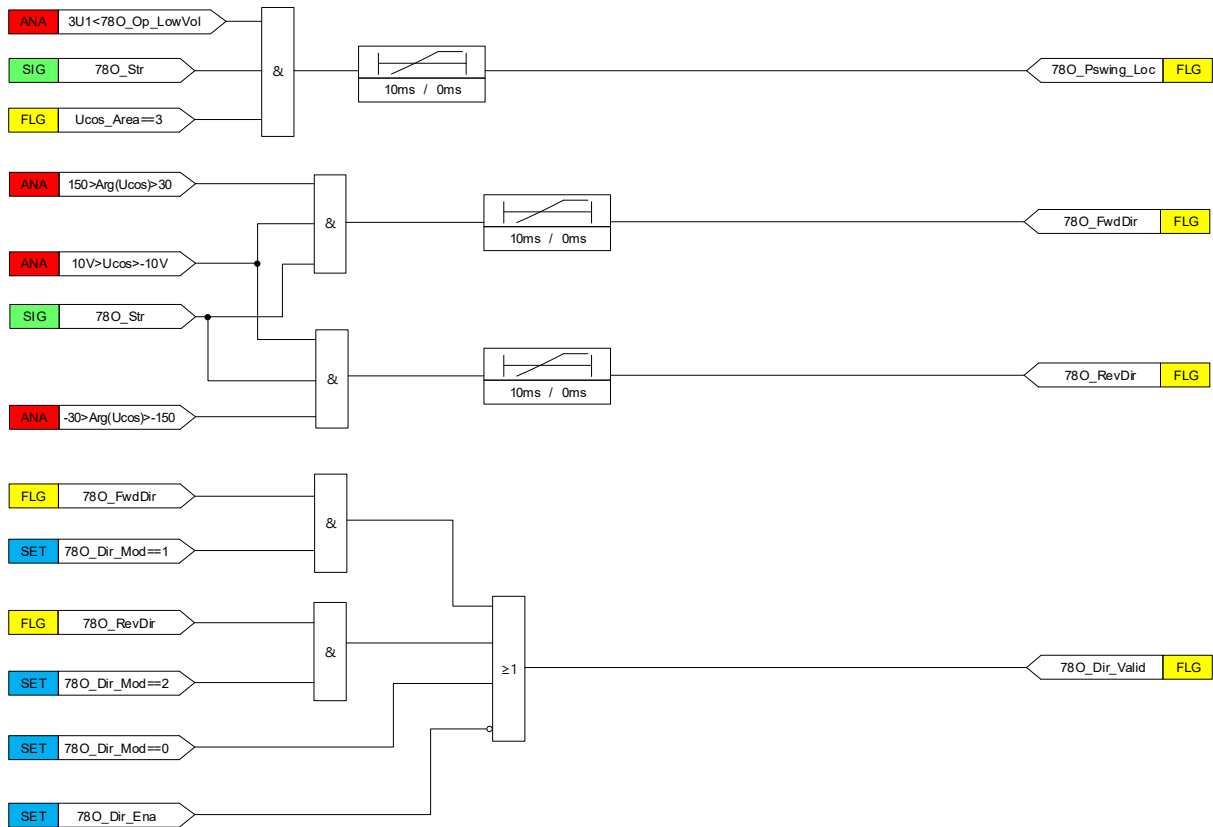 ANA 3U1<78O_Op_LowVol
SIG 78O_Str
FLG Ucos_Area==3
&
10ms / 0ms
78O_Pswing_Loc FLG
ANA 150>Arg(Ucos)>30
ANA 10V>Ucos>-10V
SIG 78O_Str
ANA -30>Arg(Ucos)>-150
&
10ms / 0ms
78O_FwdDir FLG
&
10ms / 0ms
78O_RevDir FLG
FLG 78O_FwdDir
SET 78O_Dir_Mod==1
&
FLG 78O_RevDir
SET 78O_Dir_Mod==2
&
SET 78O_Dir_Mod==0
SET 78O_Dir_Ena
≥1
78O_Dir_Valid FLG